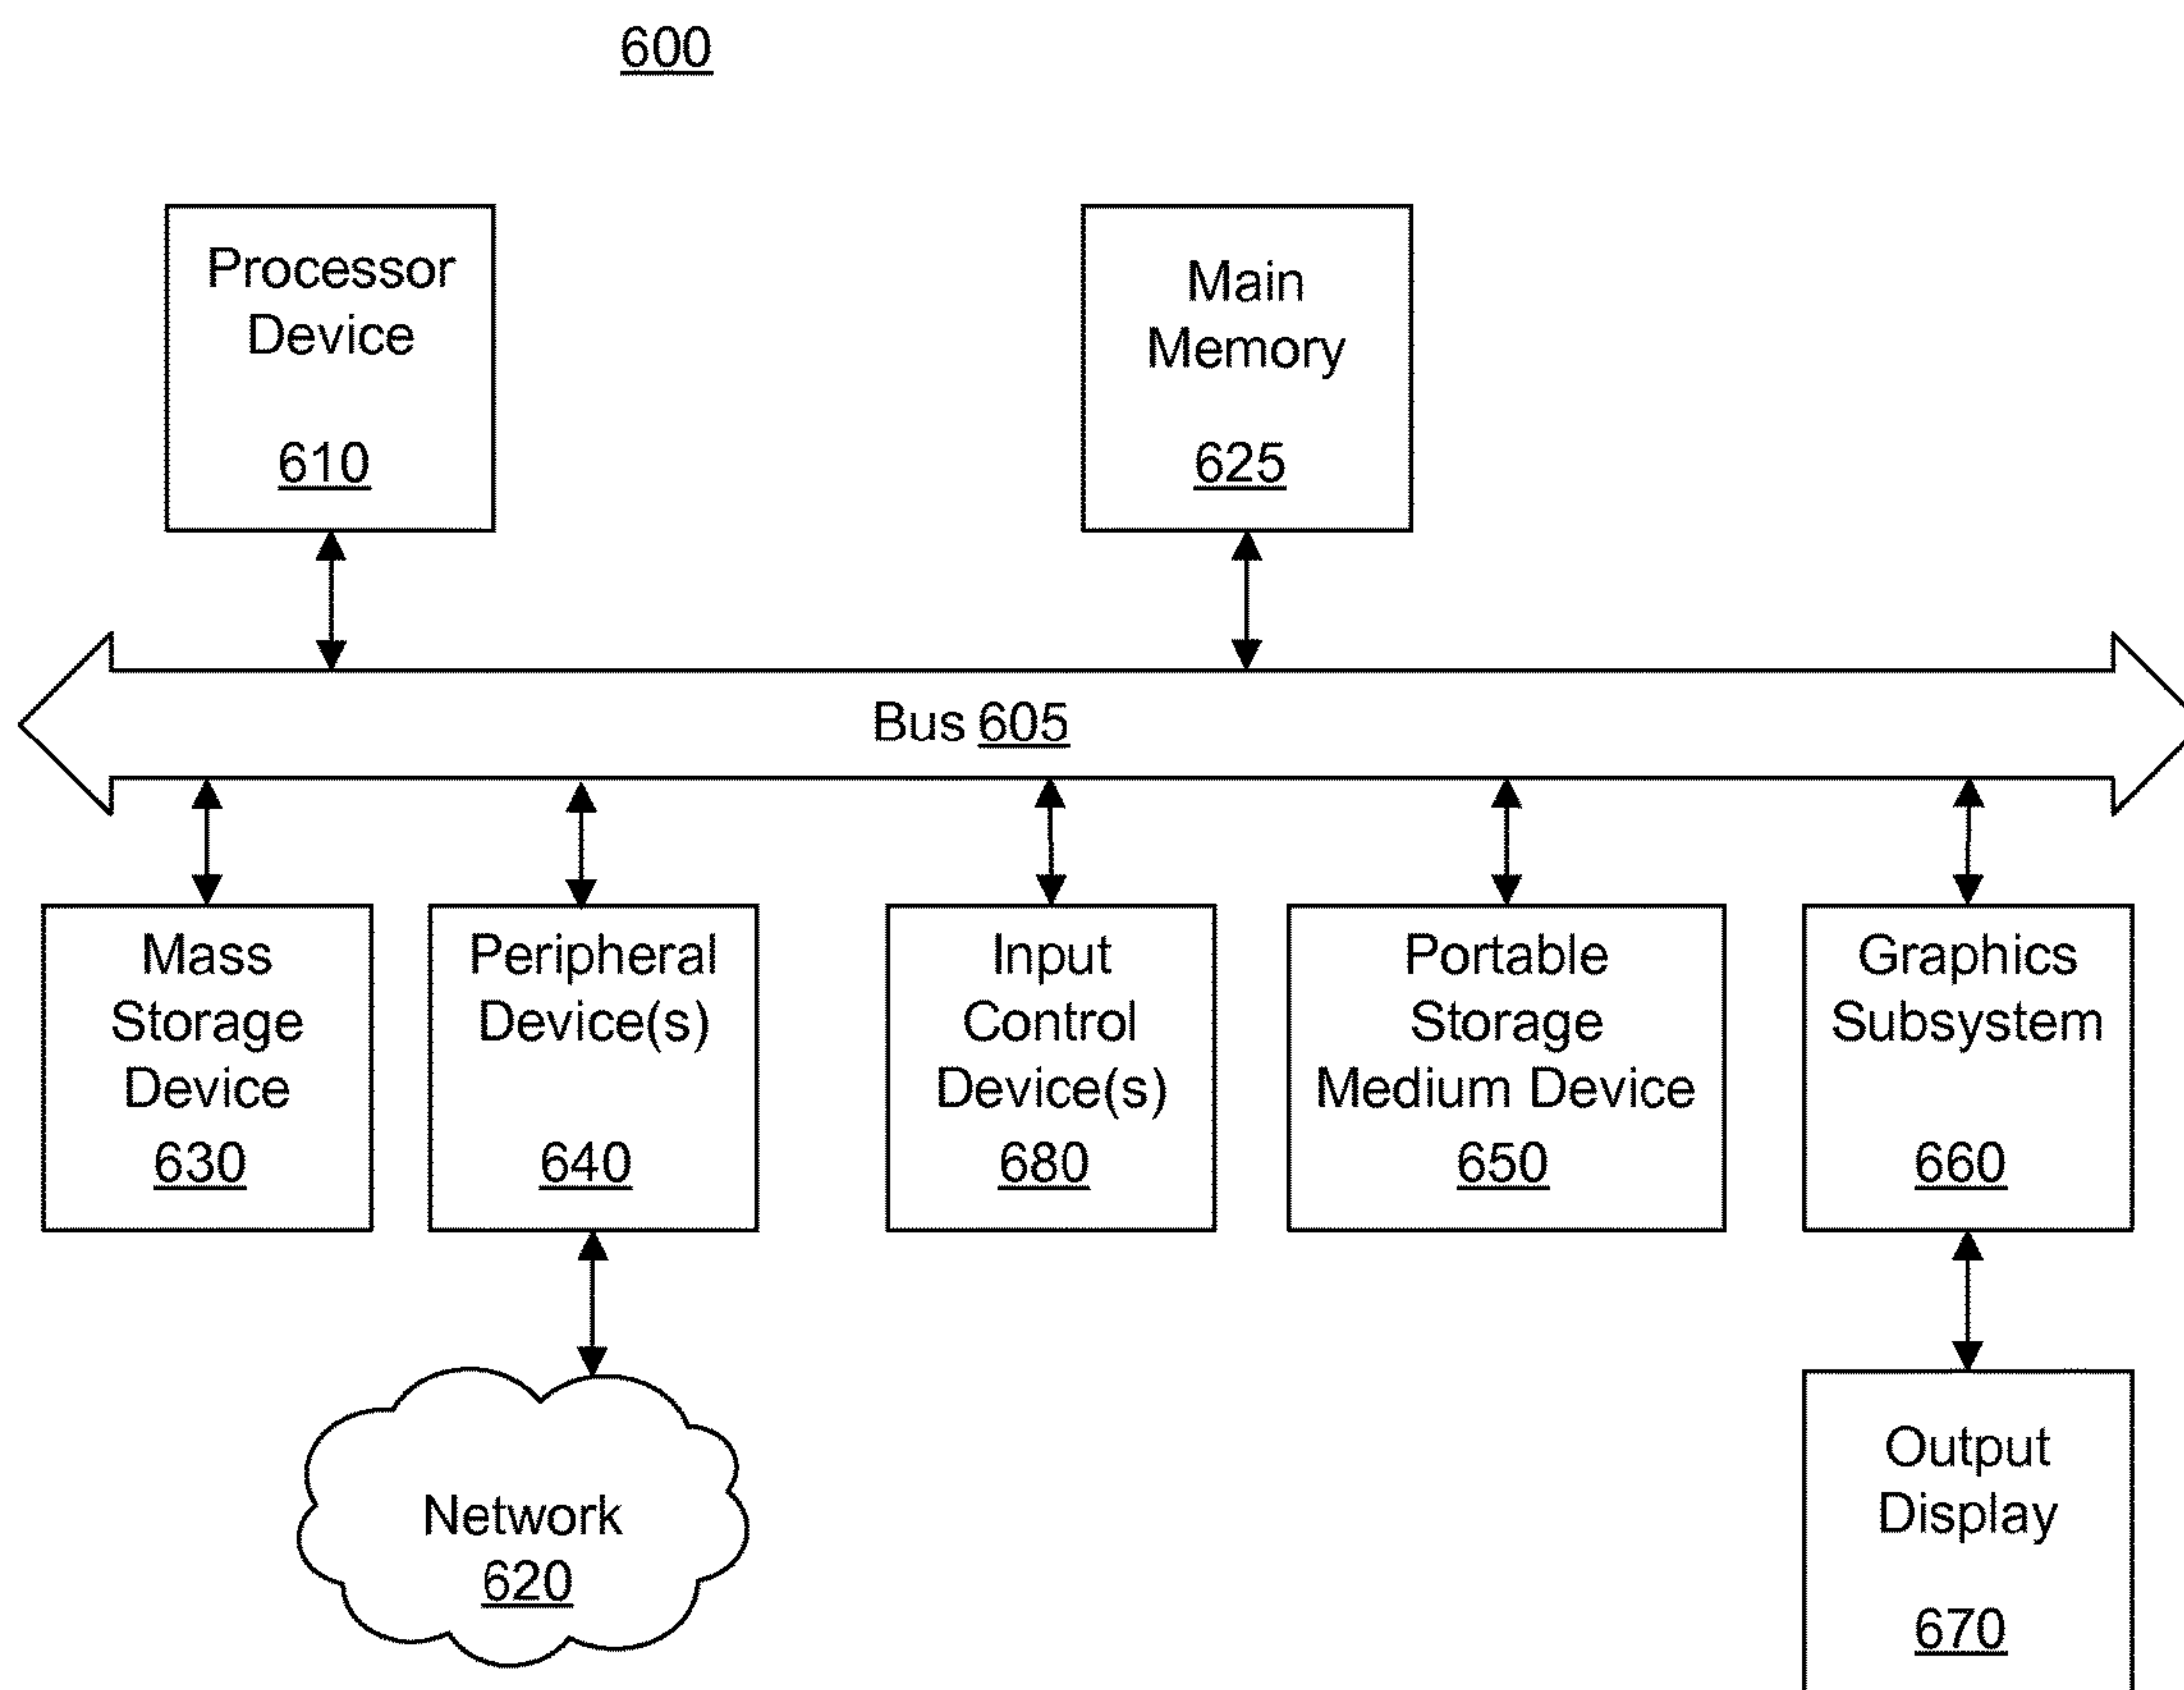 600
Processor
Device
610
Main
Memory
625
Bus 605
Mass
Storage
Device
630
Peripheral
Device(s)
640
Input
Control
Device(s)
680
Portable
Storage
Medium Device
650
Graphics
Subsystem
660
Network
620
Output
Display
670